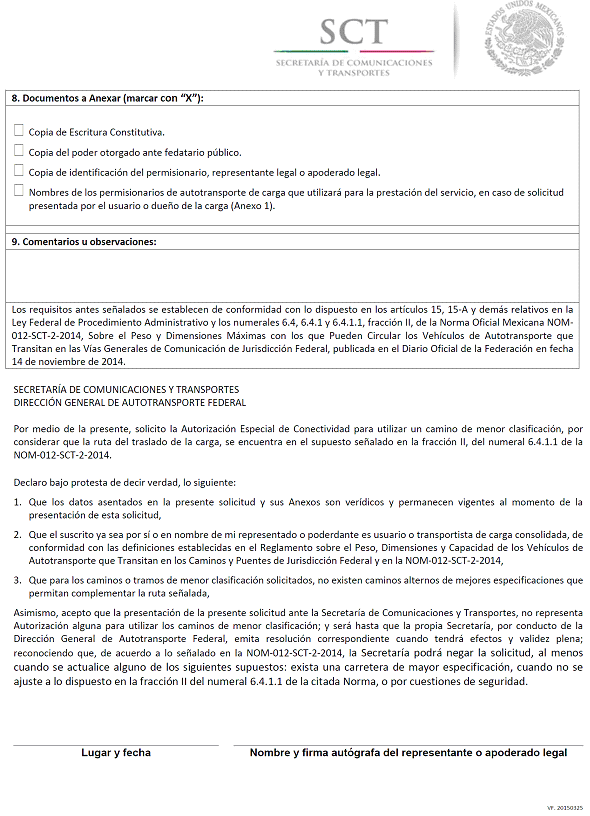 SCT
SECRETARÍA DE COMUNICACIONES
Y TRANSPORTES
ESTADOS UNIDOS MEXICANOS
8. Documentos a Anexar (marcar con “X”):
Copia de Escritura Constitutiva.
Copia del poder otorgado ante fedatario público.
Copia de identificación del permisionario, representante legal o apoderado legal.
Nombres de los permisionarios de autotransporte de carga que utilizará para la prestación del servicio, en caso de solicitud
presentada por el usuario o dueño de la carga (Anexo 1).
9. Comentarios u observaciones:
Los requisitos antes señalados se establecen de conformidad con lo dispuesto en los artículos 15, 15-A y demás relativos en la
Ley Federal de Procedimiento Administrativo y los numerales 6.4, 6.4.1 y 6.4.1.1, fracción II, de la Norma Oficial Mexicana NOM-
012-SCT-2-2014, Sobre el Peso y Dimensiones Máximas con los que Pueden Circular los Vehículos de Autotransporte que
Transitan en las Vías Generales de Comunicación de Jurisdicción Federal, publicada en el Diario Oficial de la Federación en fecha
14 de noviembre de 2014.
SECRETARÍA DE COMUNICACIONES Y TRANSPORTES
DIRECCIÓN GENERAL DE AUTOTRANSPORTE FEDERAL
Por medio de la presente, solicito la Autorización Especial de Conectividad para utilizar un camino de menor clasificación, por
considerar que la ruta del traslado de la carga, se encuentra en el supuesto señalado en la fracción II, del numeral 6.4.1.1 de la
NOM-012-SCT-2-2014.
Declaro bajo protesta de decir verdad, lo siguiente:
1. Que los datos asentados en la presente solicitud y sus Anexos son verídicos y permanecen vigentes al momento de la
presentación de esta solicitud,
2. Que el suscrito ya sea por sí o en nombre de mi representado o poderdante es usuario o transportista de carga consolidada, de
conformidad con las definiciones establecidas en el Reglamento sobre el Peso, Dimensiones y Capacidad de los Vehículos de
Autotransporte que Transitan en los Caminos y Puentes de Jurisdicción Federal y en la NOM-012-SCT-2-2014,
3. Que para los caminos o tramos de menor clasificación solicitados, no existen caminos alternos de mejores especificaciones que
permitan complementar la ruta señalada,
Asimismo, acepto que la presentación de la presente solicitud ante la Secretaría de Comunicaciones y Transportes, no representa
Autorización alguna para utilizar los caminos de menor clasificación; y será hasta que la propia Secretaría, por conducto de la
Dirección General de Autotransporte Federal, emita resolución correspondiente cuando tendrá efectos y validez plena;
reconociendo que, de acuerdo a lo señalado en la NOM-012-SCT-2-2014, la Secretaría podrá negar la solicitud, al menos
cuando se actualice alguno de los siguientes supuestos: exista una carretera de mayor especificación, cuando no se
ajuste a lo dispuesto en la fracción II del numeral 6.4.1.1 de la citada Norma, o por cuestiones de seguridad.
Lugar y fecha
Nombre y firma autógrafa del representante o apoderado legal
VF. 20150325